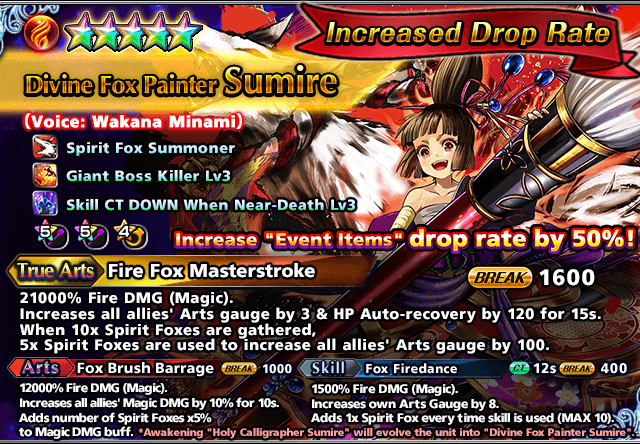 Increased Drop Rate
Divine Fox Painter Sumire
(Voice: Wakana Minami)
Spirit Fox Summoner
Giant Boss Killer Lv3
Skill CT DOWN When Near-Death Lv3
5 5 4
Increase "Event Items" drop rate by 50%!
True Arts Fire Fox Masterstroke BREAK 1600
21000% Fire DMG (Magic).
Increases all allies' Arts gauge by 3 & HP Auto-recovery by 120 for 15s.
When 10x Spirit Foxes are gathered,
5x Spirit Foxes are used to increase all allies' Arts gauge by 100.
Arts Fox Brush Barrage BREAK 1000
12000% Fire DMG (Magic).
Increases all allies' Magic DMG by 10% for 10s.
Adds number of Spirit Foxes x5%
to Magic DMG buff.
Skill Fox Firedance CT 12s BREAK 400
1500% Fire DMG (Magic).
Increases own Arts Gauge by 8.
Adds 1x Spirit Fox every time skill is used (MAX 10).
*Awakening "Holy Calligrapher Sumire" will evolve the unit into "Divine Fox Painter Sumire"